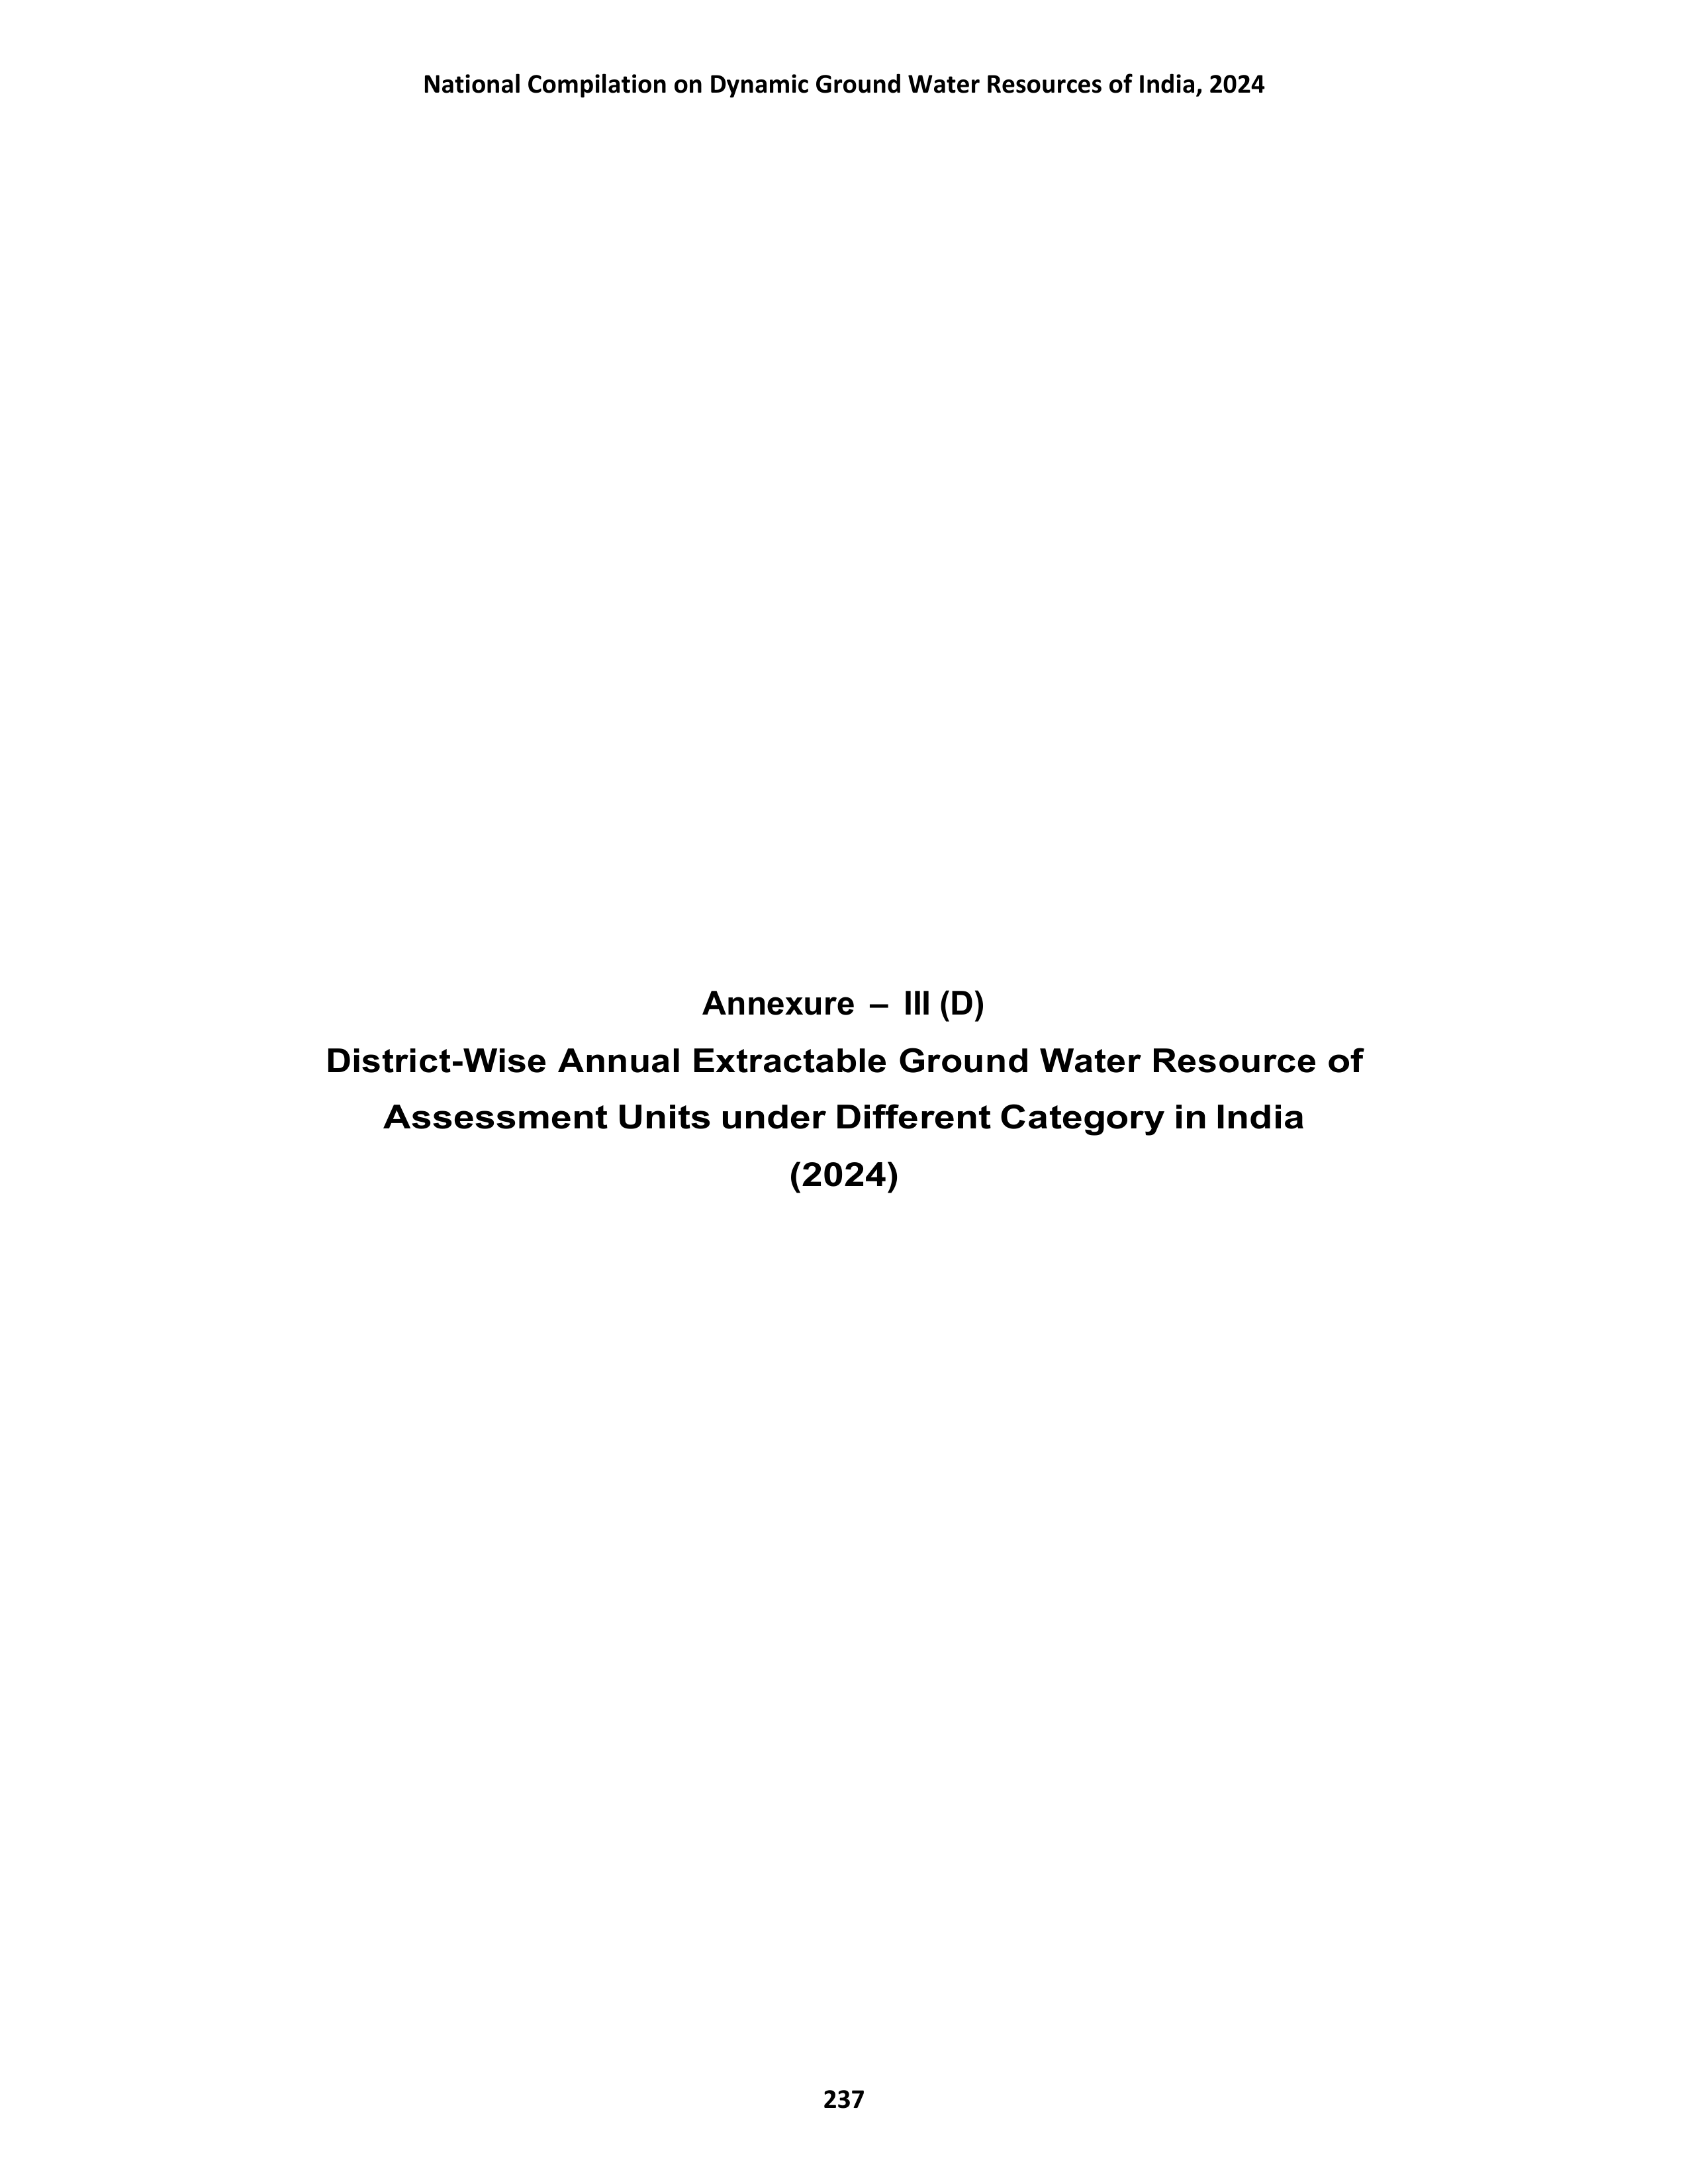 National Compilation on Dynamic Ground Water Resources of India, 2024
Annexure – III (D)
District-Wise Annual Extractable Ground Water Resource of
Assessment Units under Different Category in India
(2024)
237